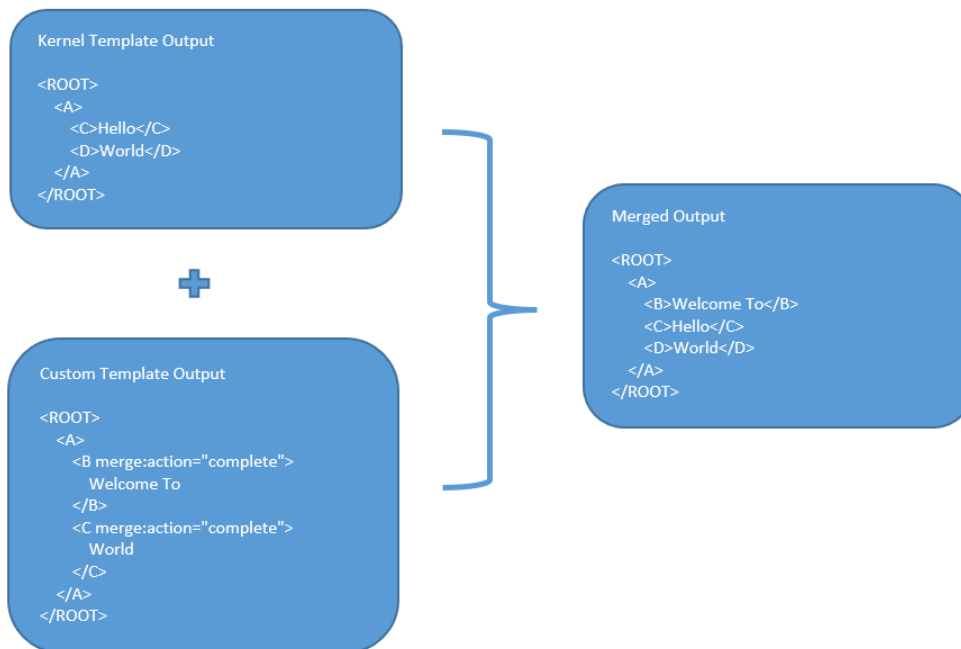 Kernel Template Output
<ROOT>
<A>
<C>Hello</C>
<D>World</D>
</A>
</ROOT>
Custom Template Output
<ROOT>
<A>
<B merge:action="complete">
Welcome To
</B>
<C merge:action="complete">
World
</C>
</A>
</ROOT>
Merged Output
<ROOT>
<A>
<B>Welcome To</B>
<C>Hello</C>
<D>World</D>
</A>
</ROOT>